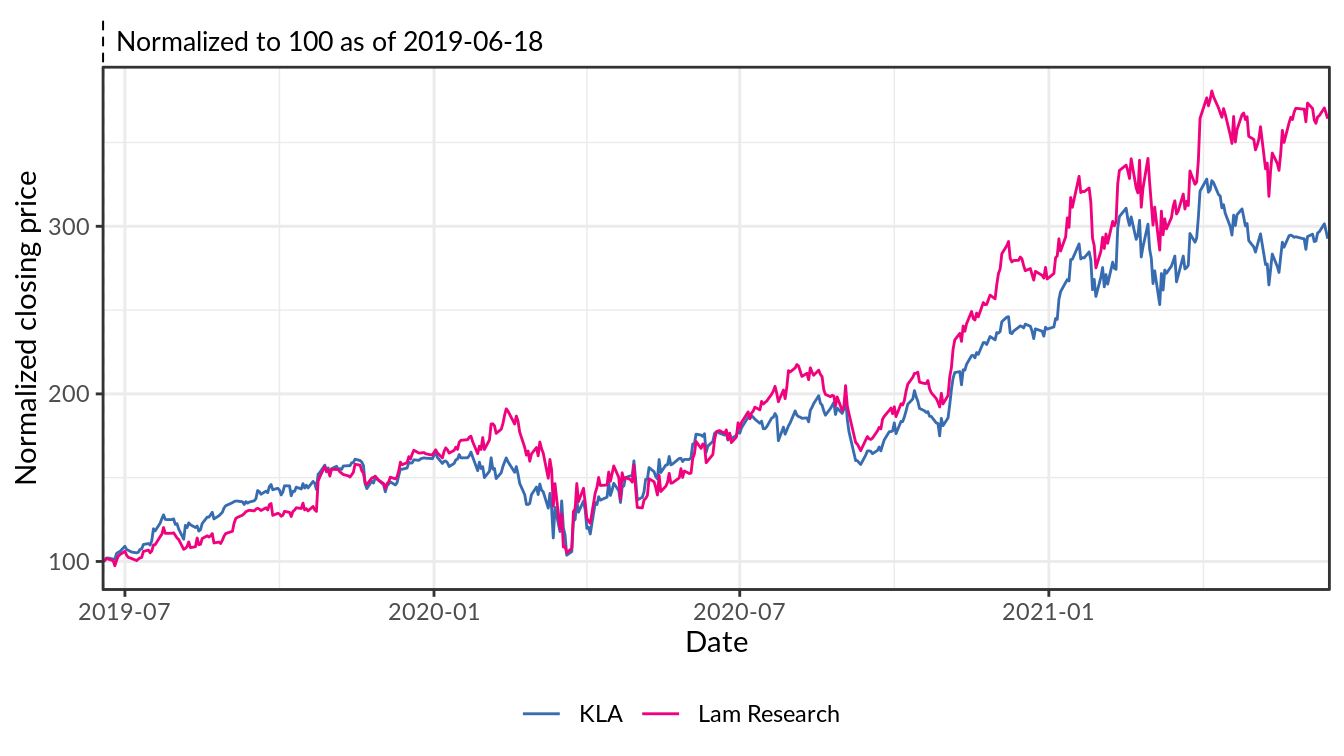 Normalized to 100 as of 2019-06-18
Normalized closing price
300
200
100
2019-07
2020-01
2020-07
2021-01
Date
KLA
Lam Research